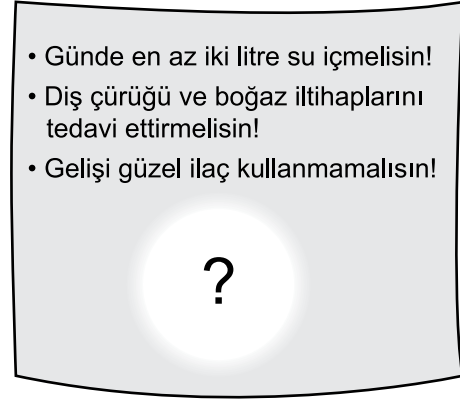 • Günde en az iki litre su içmelisin!
• Diş çürüğü ve boğaz iltihaplarını
tedavi ettirmelisin!
• Gelişi güzel ilaç kullanmamalısın!
?